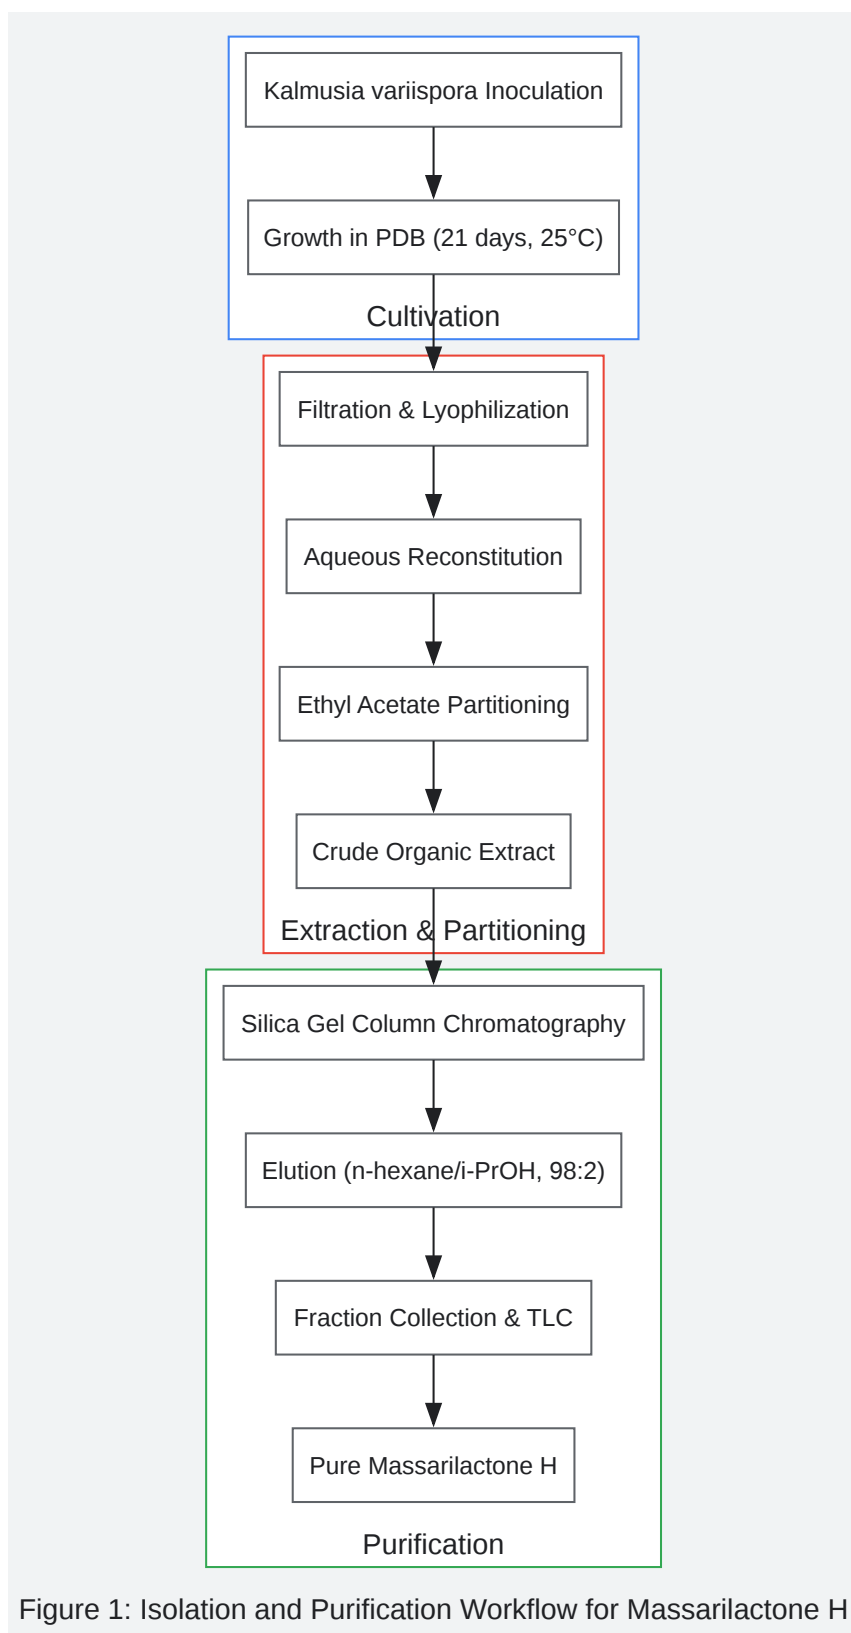 Kalmusia variispora Inoculation
Growth in PDB (21 days, 25°C)
Cultivation
Filtration & Lyophilization
Aqueous Reconstitution
Ethyl Acetate Partitioning
Crude Organic Extract
Extraction & Partitioning
Silica Gel Column Chromatography
Elution (n-hexane/i-PrOH, 98:2)
Fraction Collection & TLC
Pure Massarilactone H
Purification
Figure 1: Isolation and Purification Workflow for Massarilactone H